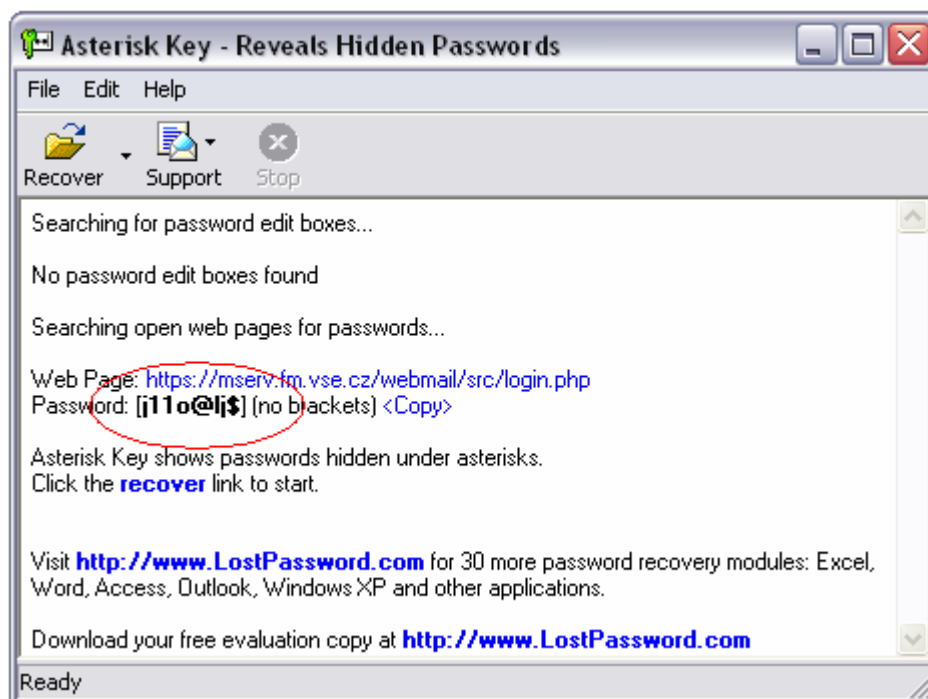 Asterisk Key - Reveals Hidden Passwords
File Edit Help
Recover Support Stop
Searching for password edit boxes...
No password edit boxes found
Searching open web pages for passwords...
Web Page: https://mserv.fm.vse.cz/webmail/src/login.php
Password: [j11o@lj$] (no brackets) <Copy>
Asterisk Key shows passwords hidden under asterisks.
Click the recover link to start.
Visit http://www.LostPassword.com for 30 more password recovery modules: Excel,
Word, Access, Outlook, Windows XP and other applications.
Download your free evaluation copy at http://www.LostPassword.com
Ready